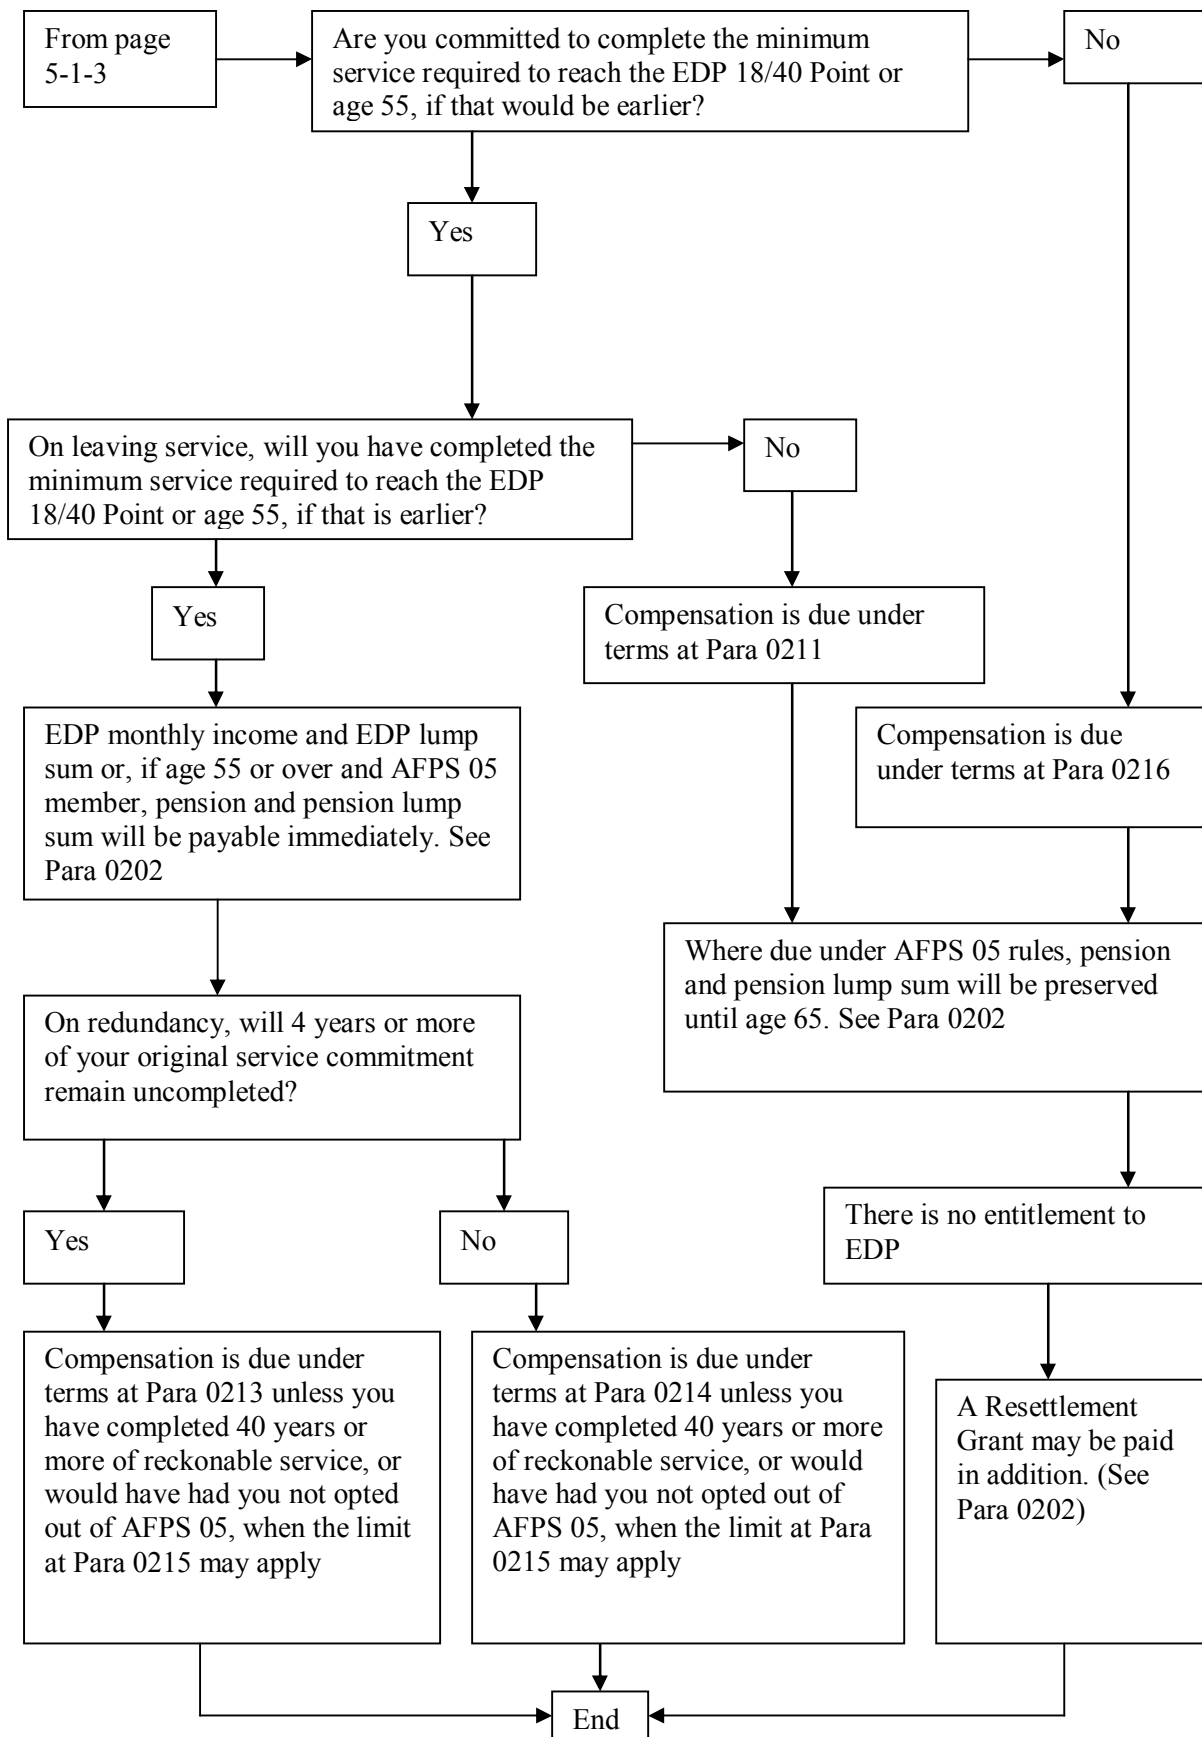 From page
5-1-3
Are you committed to complete the minimum
service required to reach the EDP 18/40 Point or
age 55, if that would be earlier?
No
Yes
On leaving service, will you have completed the
minimum service required to reach the EDP
18/40 Point or age 55, if that is earlier?
No
Yes
Compensation is due under
terms at Para 0211
EDP monthly income and EDP lump
sum or, if age 55 or over and AFPS 05
member, pension and pension lump
sum will be payable immediately. See
Para 0202
Compensation is due
under terms at Para 0216
Where due under AFPS 05 rules, pension
and pension lump sum will be preserved
until age 65. See Para 0202
On redundancy, will 4 years or more
of your original service commitment
remain uncompleted?
There is no entitlement to
EDP
Yes
No
Compensation is due under
terms at Para 0213 unless you
have completed 40 years or
more of reckonable service, or
would have had you not opted
out of AFPS 05, when the limit
at Para 0215 may apply
Compensation is due under
terms at Para 0214 unless you
have completed 40 years or more
of reckonable service, or would
have had you not opted out of
AFPS 05, when the limit at Para
0215 may apply
A Resettlement
Grant may be paid
in addition. (See
Para 0202)
End